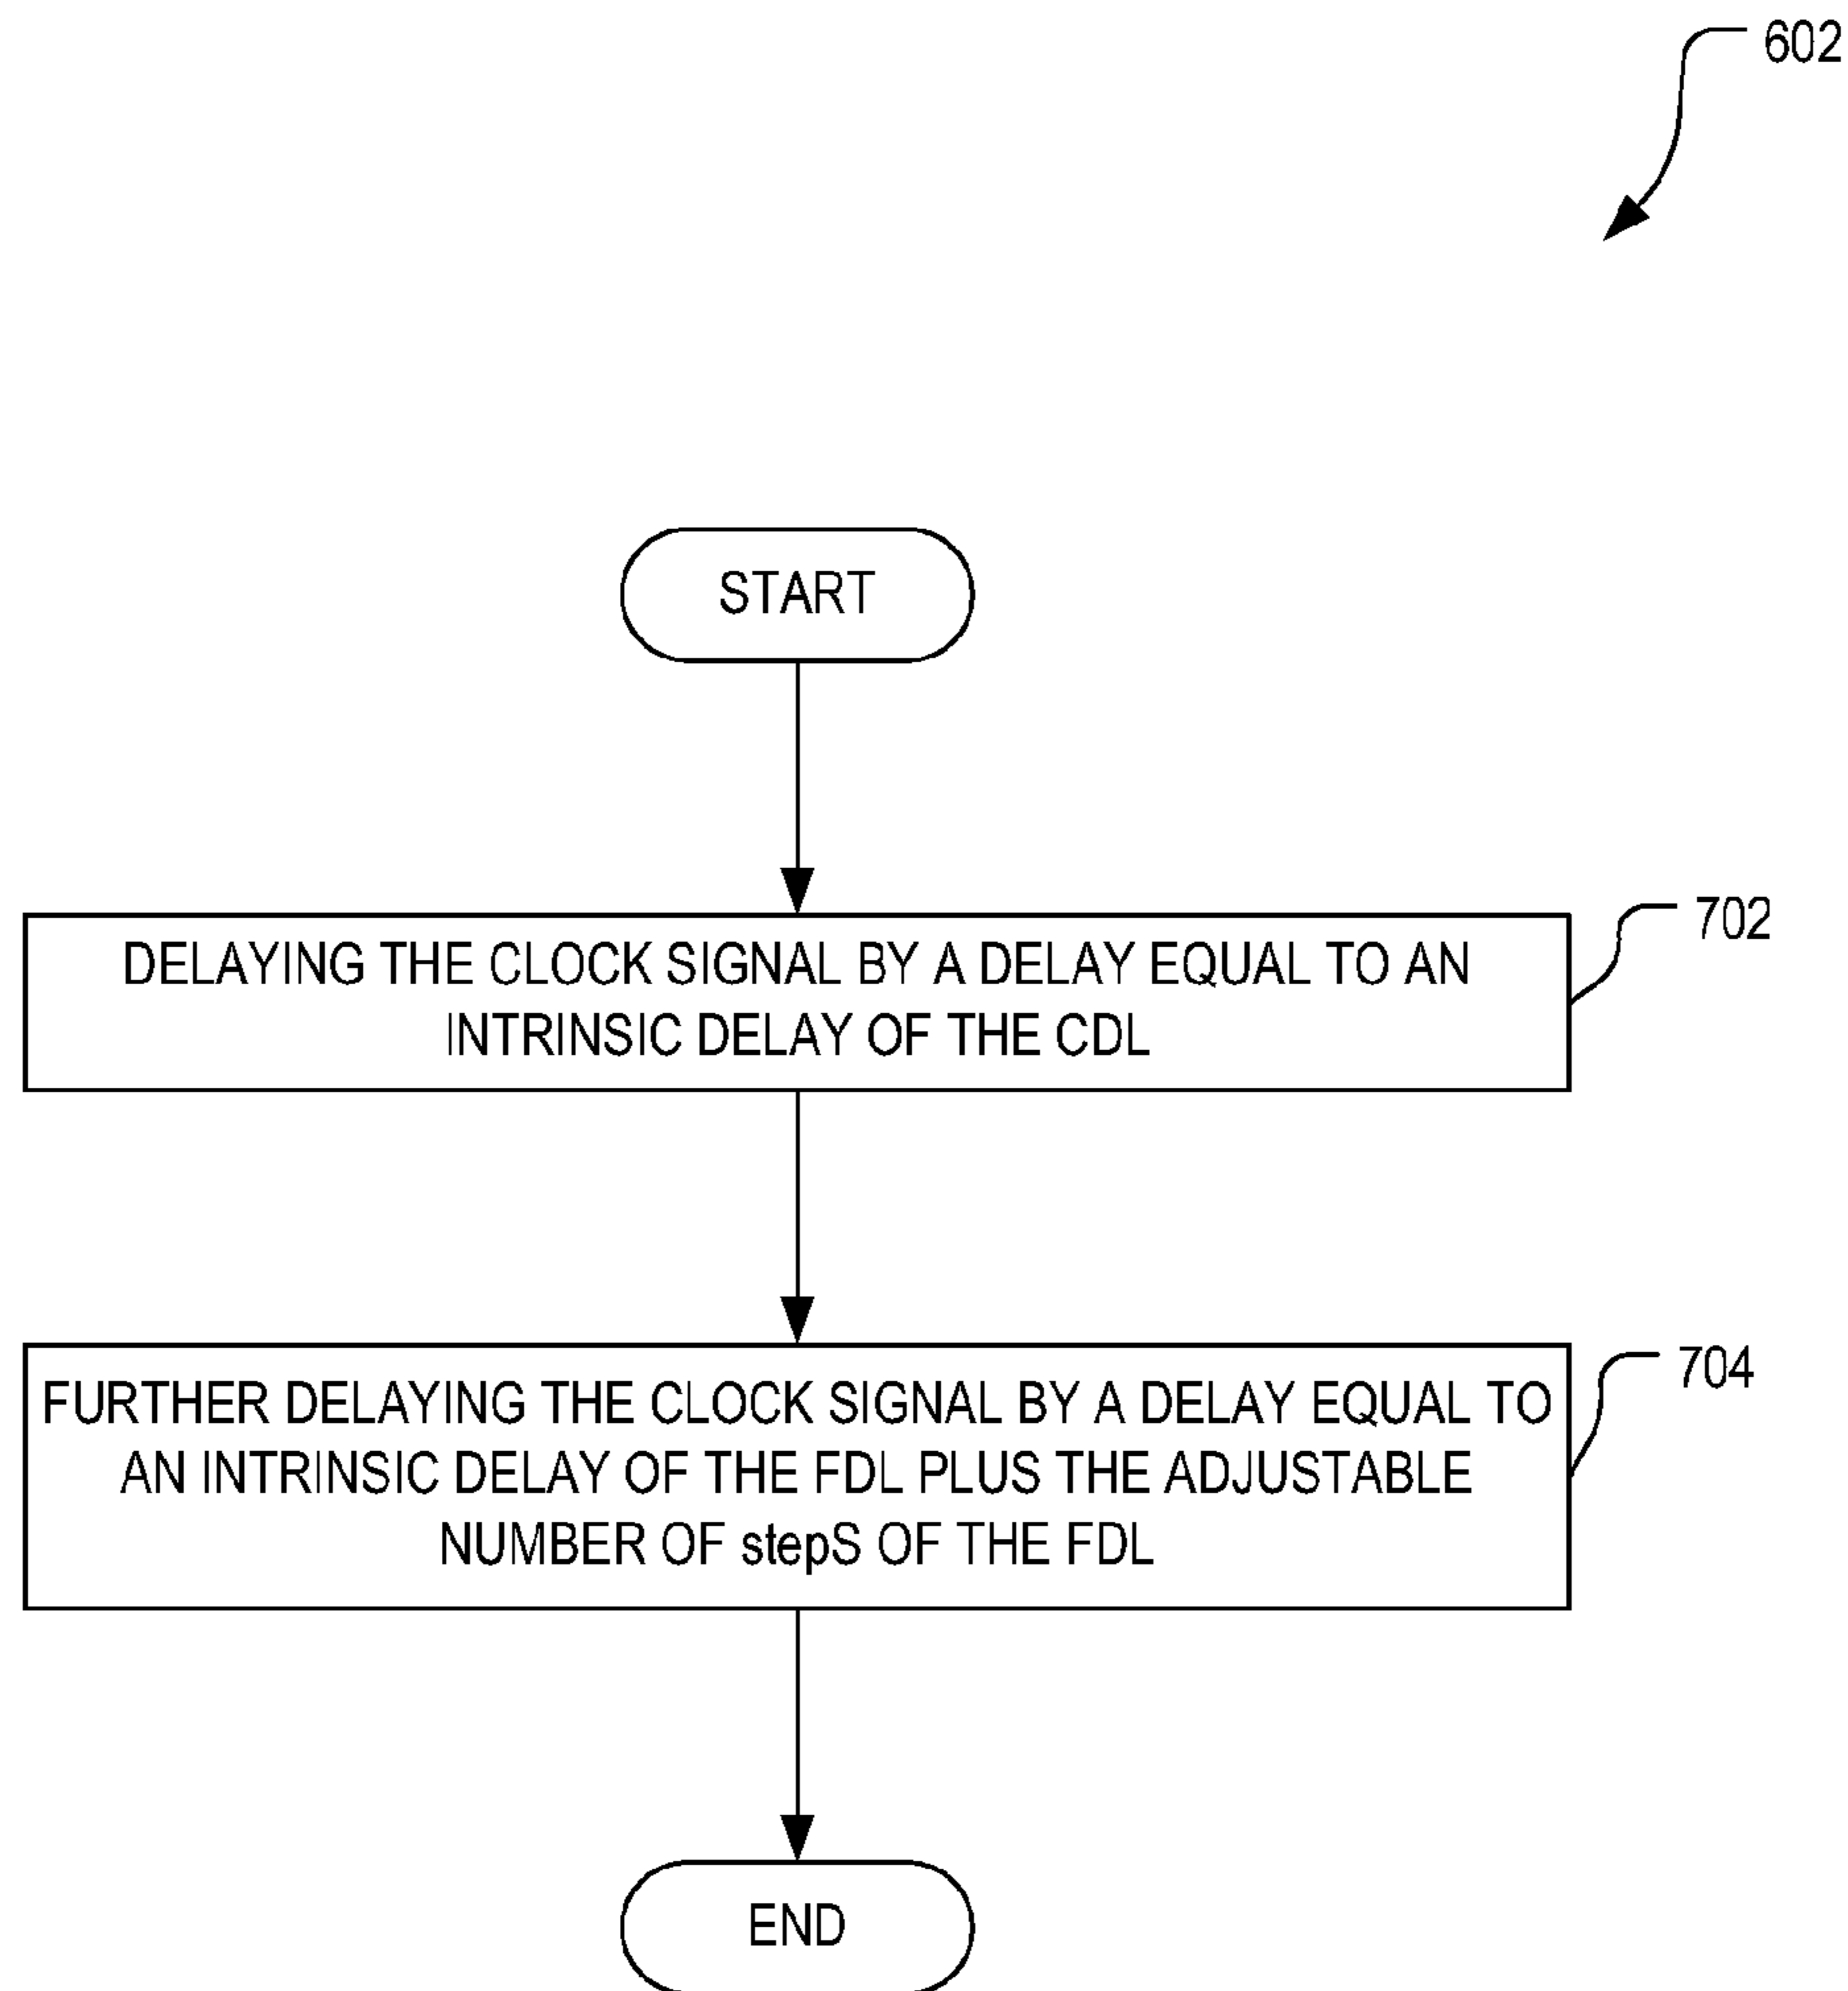 602
START
702
DELAYING THE CLOCK SIGNAL BY A DELAY EQUAL TO AN
INTRINSIC DELAY OF THE CDL
704
FURTHER DELAYING THE CLOCK SIGNAL BY A DELAY EQUAL TO
AN INTRINSIC DELAY OF THE FDL PLUS THE ADJUSTABLE
NUMBER OF stepS OF THE FDL
END